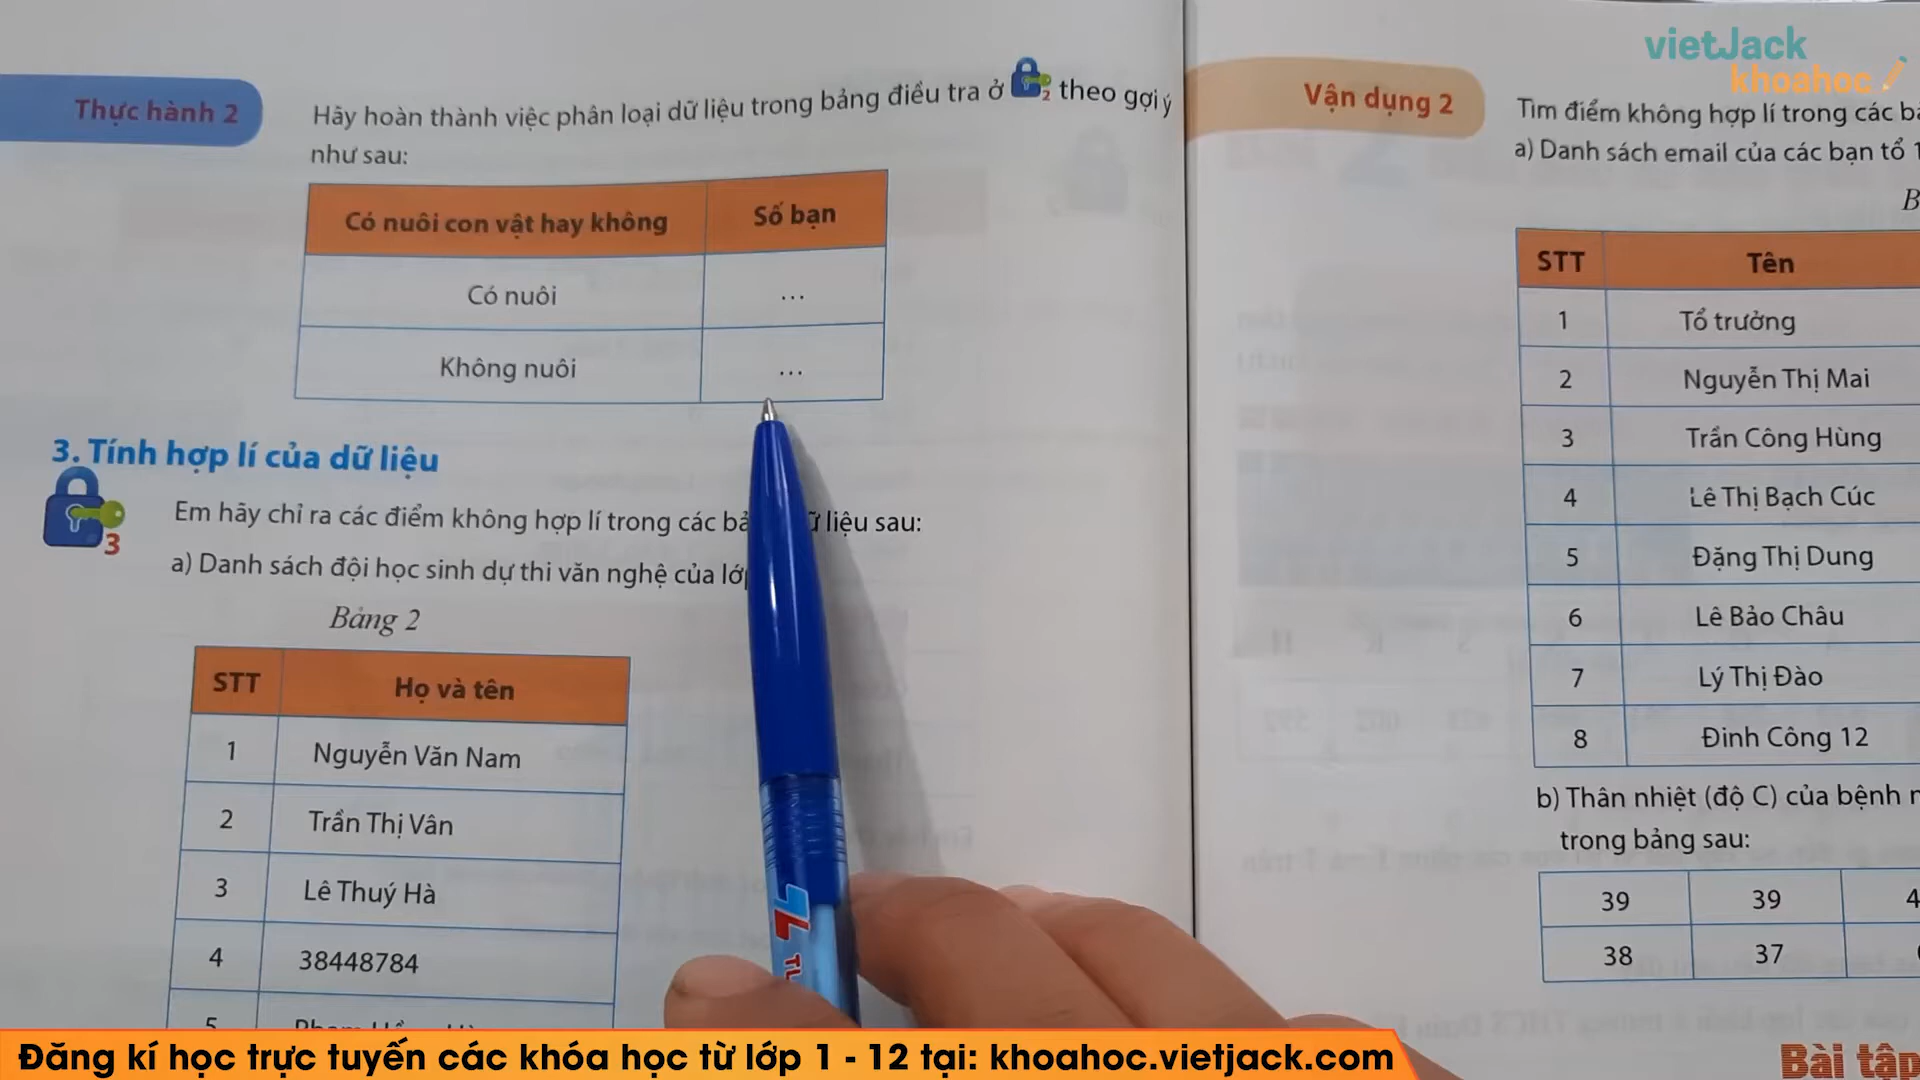 vietJack
khoahoc
Thực hành 2
Hãy hoàn thành việc phân loại dữ liệu trong bảng điều tra ở 2 theo gợi ý
như sau:
Có nuôi con vật hay không Số bạn
Có nuôi ...
Không nuôi ...
3. Tính hợp lí của dữ liệu
3
Em hãy chỉ ra các điểm không hợp lí trong các liệu sau:
a) Danh sách đội học sinh dự thi văn nghệ của
Bảng 2
STT Họ và tên
1 Nguyễn Văn Nam
2 Trần Thị Vân
3 Lê Thuý Hà
4 38448784
5
Vận dụng 2
Tìm điểm không hợp lí trong các
a) Danh sách email của các bạn tổ 1
B
STT Tên
1 Tổ trưởng
2 Nguyễn Thị Mai
3 Trần Công Hùng
4 Lê Thị Bạch Cúc
5 Đặng Thị Dung
6 Lê Bảo Châu
7 Lý Thị Đào
8 Đinh Công 12
b) Thân nhiệt (độ C) của bệnh
trong bảng sau:
39 39 4
38 37
Bài tập
Đăng kí học trực tuyến các khóa học từ lớp 1 - 12 tại: khoahoc.vietjack.com